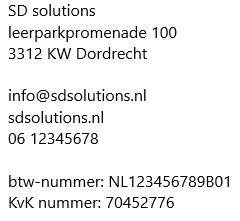 SD solutions
leerparkpromenade 100
3312 KW Dordrecht

info@sdsolutions.nl
sdsolutions.nl
06 12345678

btw-nummer: NL123456789B01
KvK nummer: 70452776